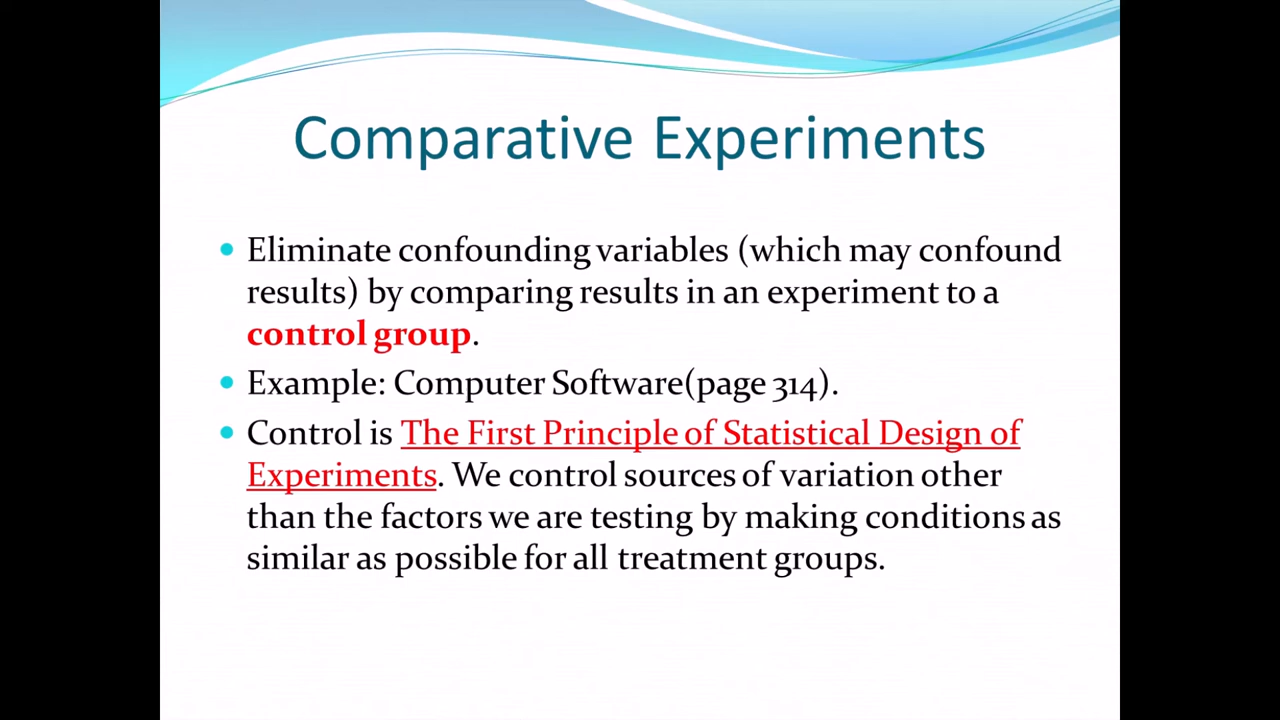 Comparative Experiments
• Eliminate confounding variables (which may confound
results) by comparing results in an experiment to a
control group.
• Example: Computer Software(page 314).
• Control is The First Principle of Statistical Design of
Experiments. We control sources of variation other
than the factors we are testing by making conditions as
similar as possible for all treatment groups.